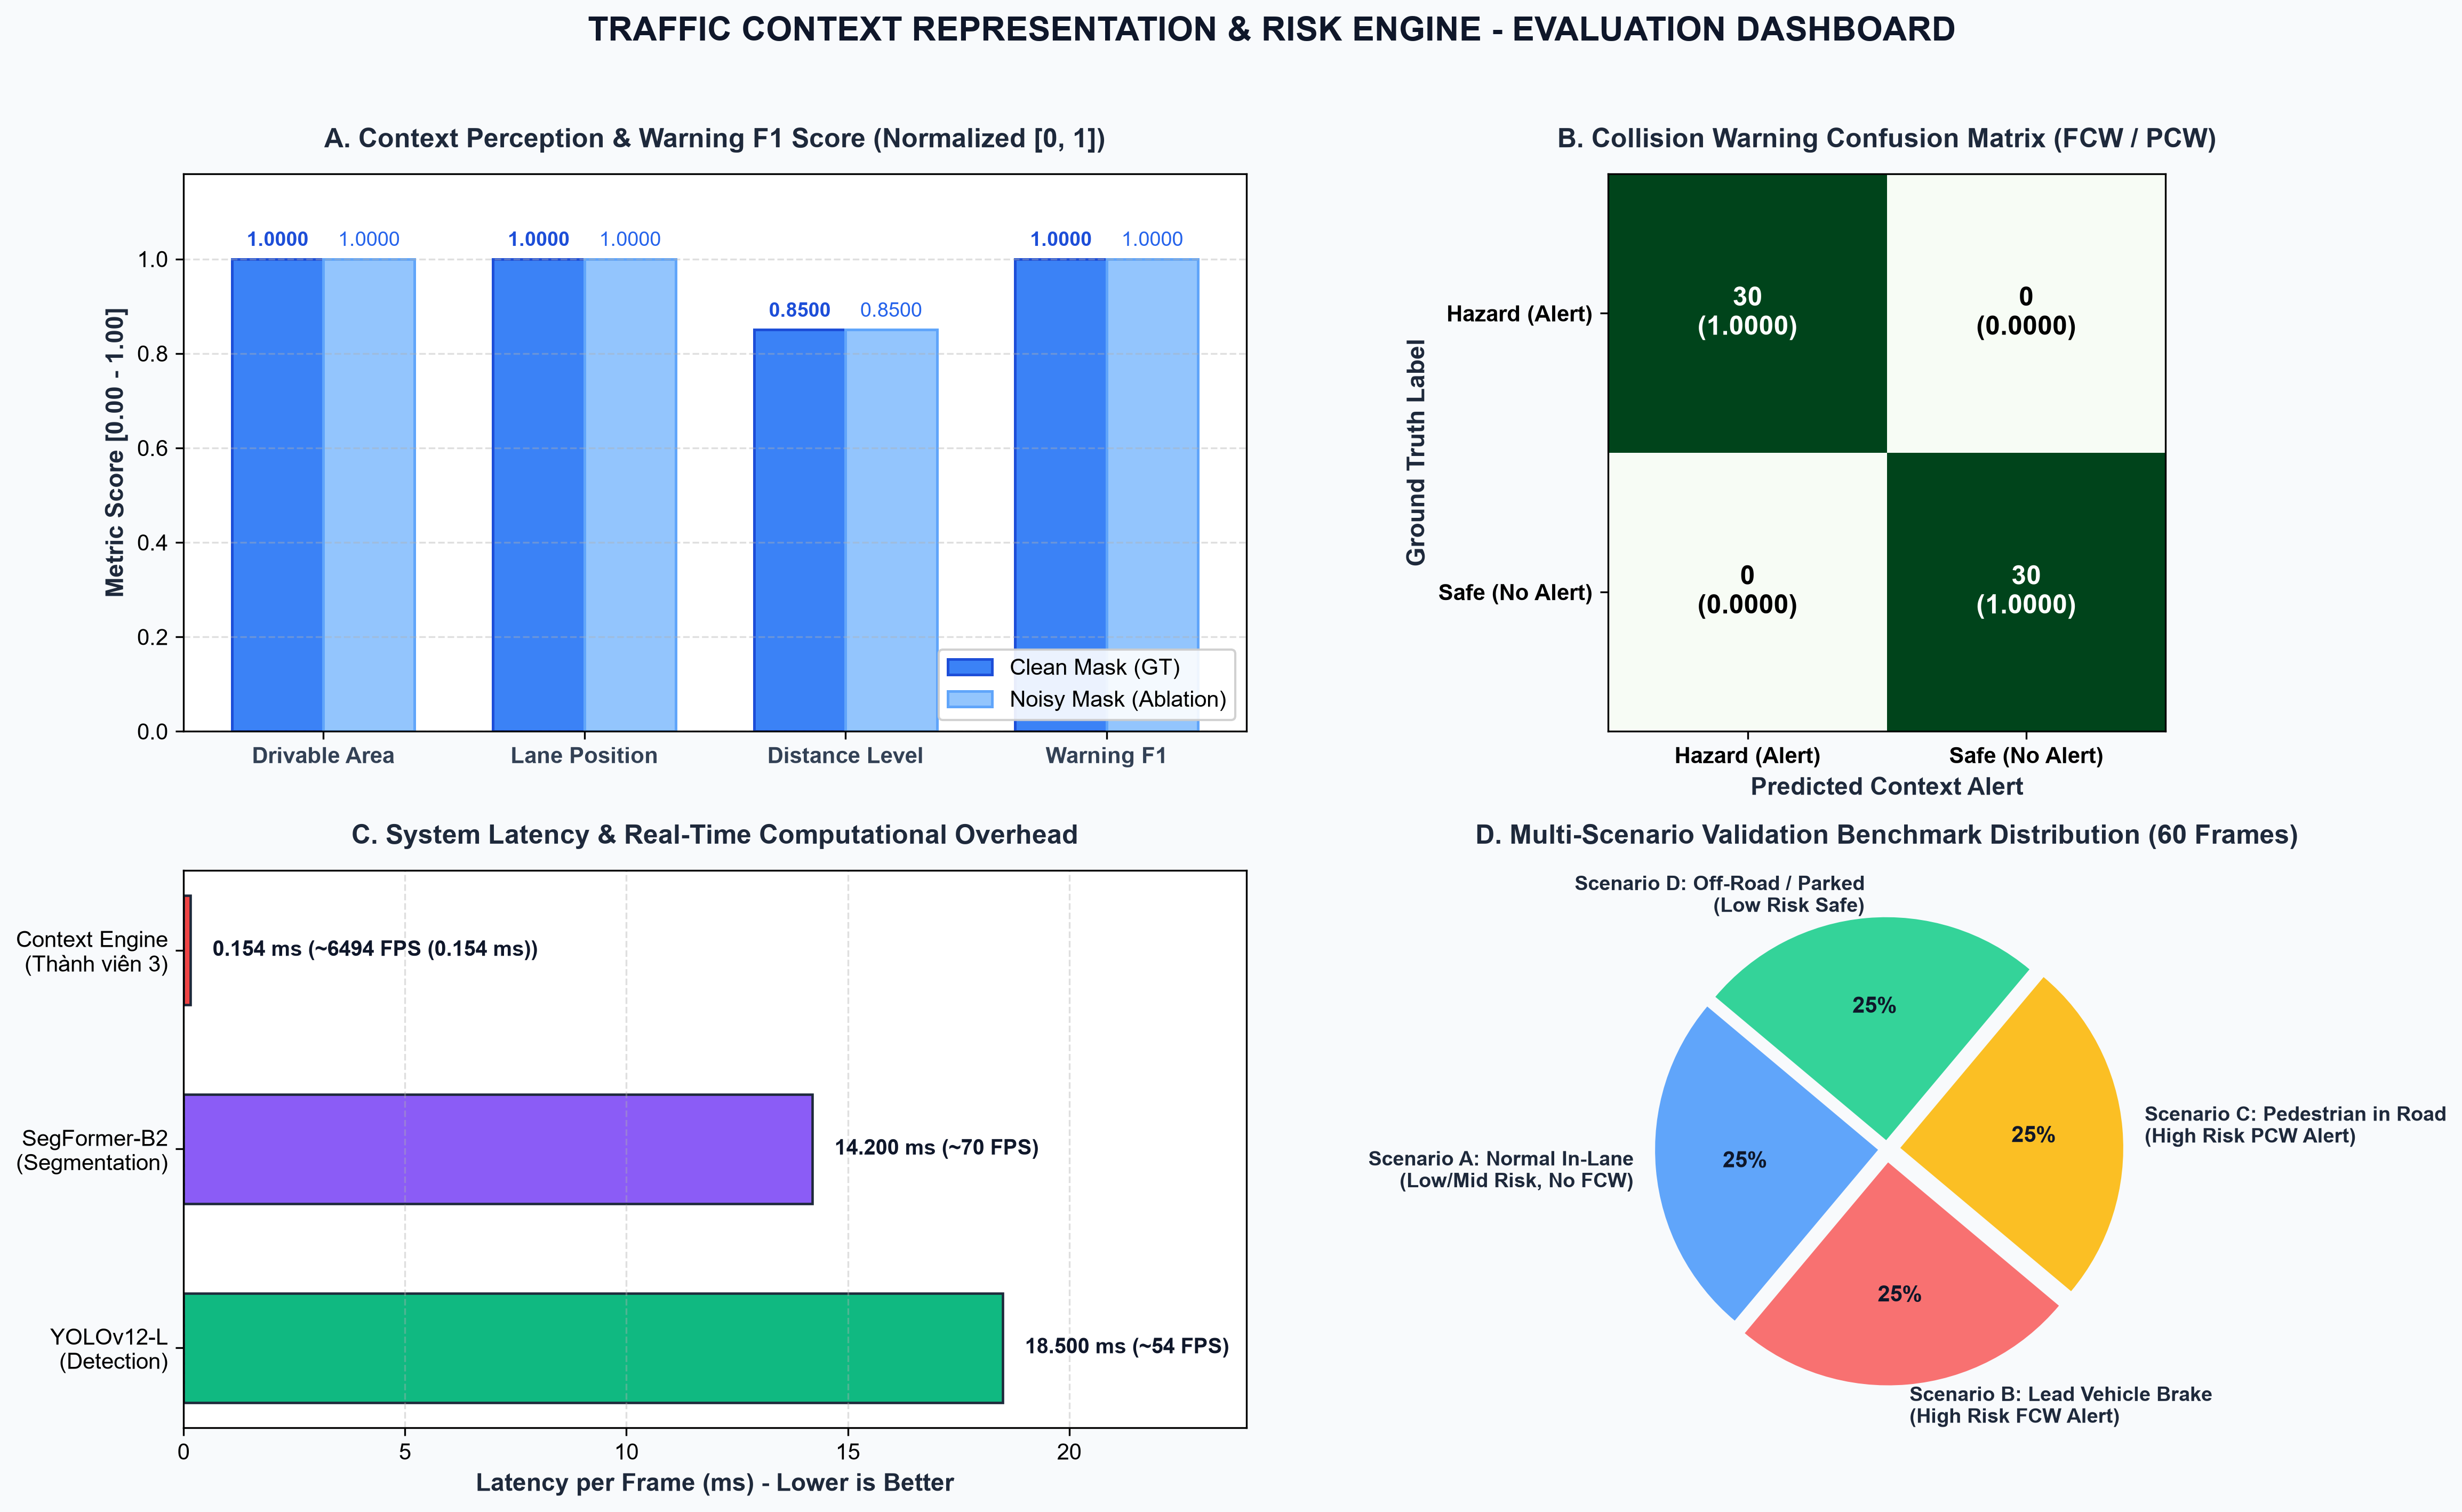 TRAFFIC CONTEXT REPRESENTATION & RISK ENGINE - EVALUATION DASHBOARD
A. Context Perception & Warning F1 Score (Normalized [0, 1])
Metric Score [0.00 - 1.00]
1.0
0.8
0.6
0.4
0.2
0.0
1.0000 1.0000
1.0000 1.0000
0.8500 0.8500
1.0000 1.0000
Clean Mask (GT)
Noisy Mask (Ablation)
Drivable Area
Lane Position
Distance Level
Warning F1
B. Collision Warning Confusion Matrix (FCW / PCW)
Ground Truth Label
Hazard (Alert)
30
(1.0000)
0
(0.0000)
Safe (No Alert)
0
(0.0000)
30
(1.0000)
Hazard (Alert)
Safe (No Alert)
Predicted Context Alert
C. System Latency & Real-Time Computational Overhead
Context Engine
(Thành viên 3)
0.154 ms (~6494 FPS (0.154 ms))
SegFormer-B2
(Segmentation)
14.200 ms (~70 FPS)
YOLOv12-L
(Detection)
18.500 ms (~54 FPS)
0
5
10
15
20
Latency per Frame (ms) - Lower is Better
D. Multi-Scenario Validation Benchmark Distribution (60 Frames)
Scenario D: Off-Road / Parked
(Low Risk Safe)
25%
Scenario C: Pedestrian in Road
(High Risk PCW Alert)
25%
Scenario A: Normal In-Lane
(Low/Mid Risk, No FCW)
25%
25%
Scenario B: Lead Vehicle Brake
(High Risk FCW Alert)